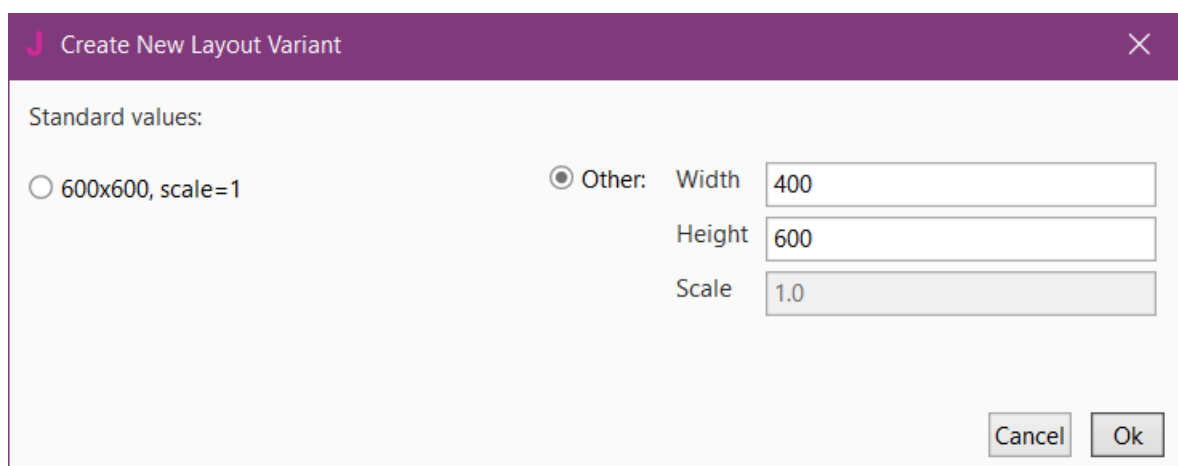 J Create New Layout Variant
Standard values:
600x600, scale=1
Other: Width 400
Height 600
Scale 1.0
Cancel Ok